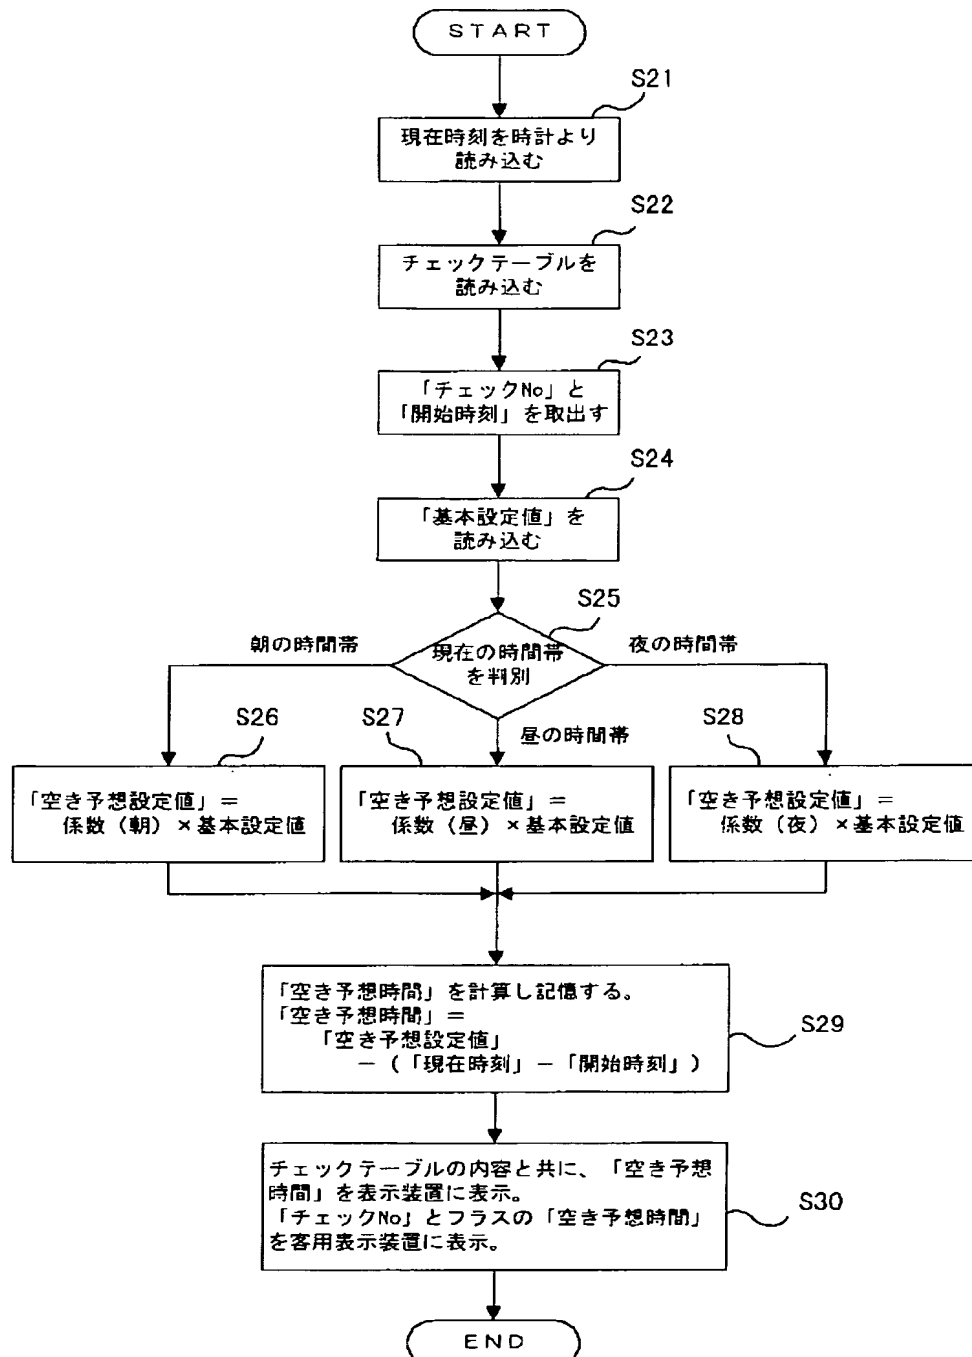 START
S21
現在時刻を時計より
読み込む
S22
チェックテーブルを
読み込む
S23
「チェックNo」と
「開始時刻」を取出す
S24
「基本設定値」を
読み込む
S25
朝の時間帯
現在の時間帯
を判別
夜の時間帯
昼の時間帯
S26
S27
S28
「空き予想設定値」=
係数(朝)×基本設定値
「空き予想設定値」=
係数(昼)×基本設定値
「空き予想設定値」=
係数(夜)×基本設定値
「空き予想時間」を計算し記憶する。
「空き予想時間」=
「空き予想設定値」
-(「現在時刻」-「開始時刻」)
S29
チェックテーブルの内容と共に、「空き予想
時間」を表示装置に表示。
「チェックNo」とフラスの「空き予想時間」
を客用表示装置に表示。
S30
END